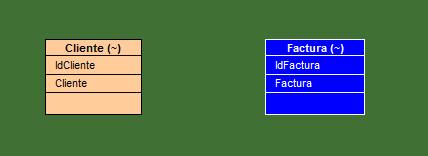 Cliente (~)
IdCliente
Cliente
Factura (~)
IdFactura
Factura